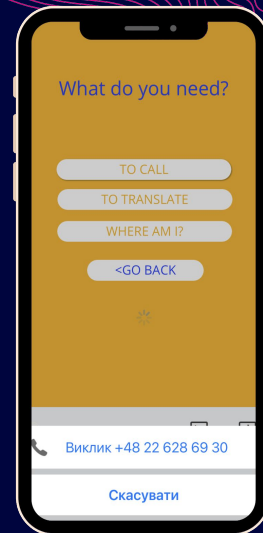 What do you need?
TO CALL
TO TRANSLATE
WHERE AM I?
<GO BACK
Виклик +48 22 628 69 30
Скасувати